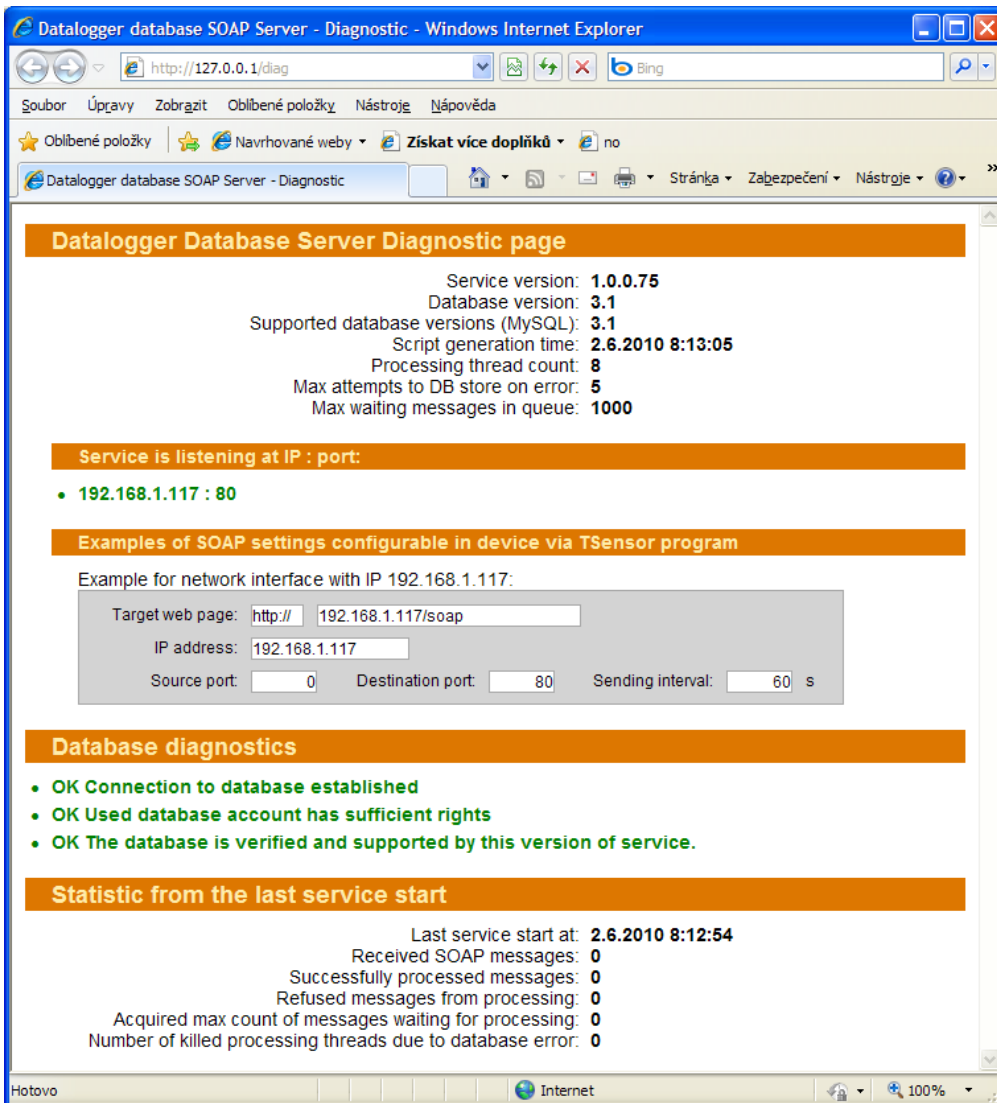 Datalogger database SOAP Server - Diagnostic - Windows Internet Explorer
http://127.0.0.1/diag
Bing
Soubor Úpravy Zobrazit Oblíbené položky Nástroje Nápověda
Oblíbené položky Navrhované weby Získat více doplňků no
Datalogger database SOAP Server - Diagnostic Stránka Zabezpečení Nástroje »
Datalogger Database Server Diagnostic page
Service version: 1.0.0.75
Database version: 3.1
Supported database versions (MySQL): 3.1
Script generation time: 2.6.2010 8:13:05
Processing thread count: 8
Max attempts to DB store on error: 5
Max waiting messages in queue: 1000
Service is listening at IP : port:
• 192.168.1.117 : 80
Examples of SOAP settings configurable in device via TSensor program
Example for network interface with IP 192.168.1.117:
Target web page: http:// 192.168.1.117/soap
IP address: 192.168.1.117
Source port: 0 Destination port: 80 Sending interval: 60 s
Database diagnostics
• OK Connection to database established
• OK Used database account has sufficient rights
• OK The database is verified and supported by this version of service.
Statistic from the last service start
Last service start at: 2.6.2010 8:12:54
Received SOAP messages: 0
Successfully processed messages: 0
Refused messages from processing: 0
Acquired max count of messages waiting for processing: 0
Number of killed processing threads due to database error: 0
Hotovo Internet 100%